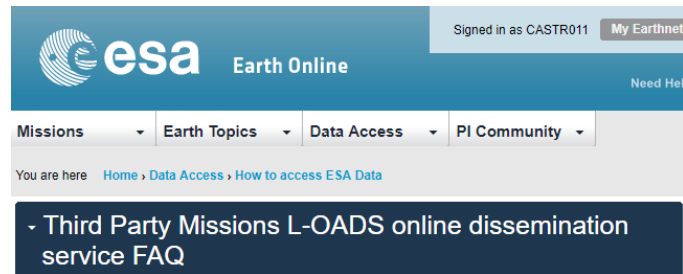 Signed in as CASTR011 My Earthnet
esa Earth Online
Need Hel
Missions Earth Topics Data Access PI Community
You are here Home › Data Access › How to access ESA Data
Third Party Missions L-OADS online dissemination
service FAQ